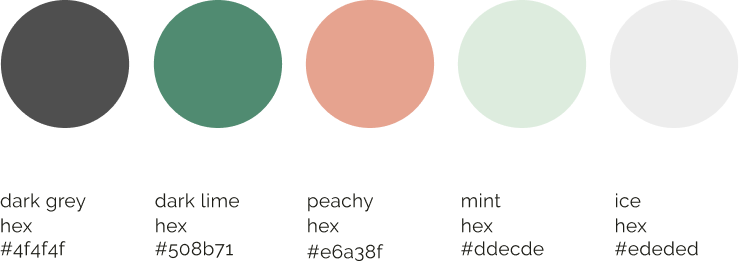 dark grey
hex
#4f4f4f
dark lime
hex
#508b71
peachy
hex
#e6a38f
mint
hex
#ddecde
ice
hex
#ededed